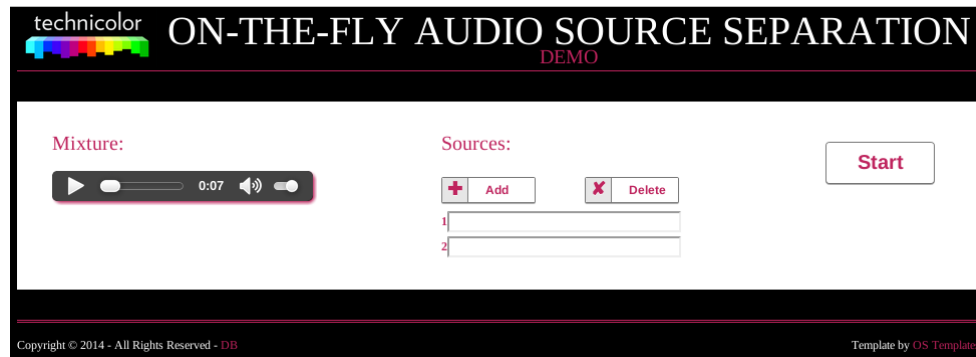 technicolor
ON-THE-FLY AUDIO SOURCE SEPARATION
DEMO
Mixture:
0:07
Sources:
Add
Delete
1
2
Start
Copyright © 2014 - All Rights Reserved - DB
Template by OS Template